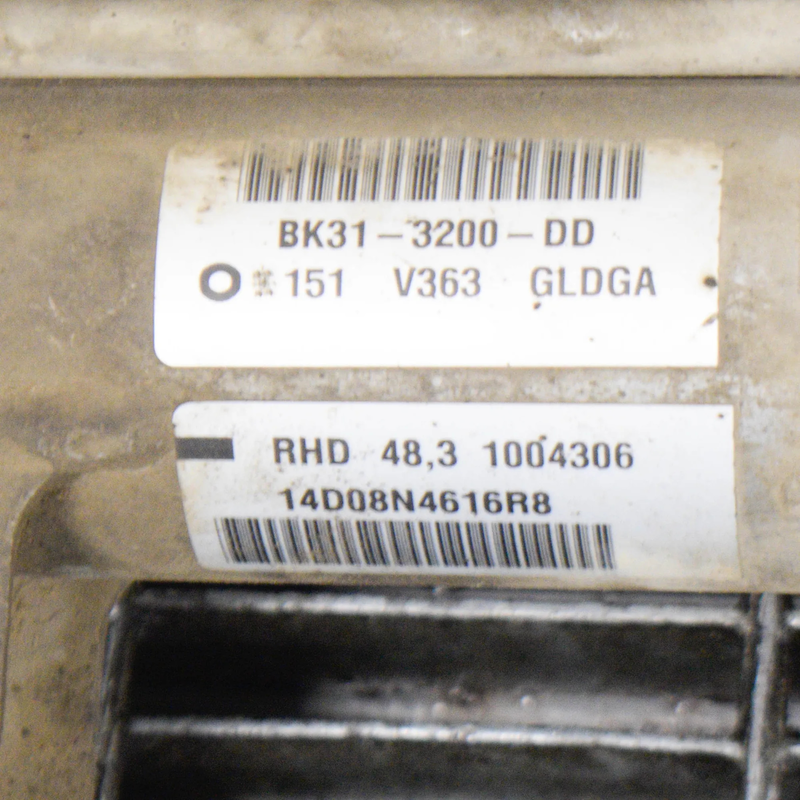 BK31-3200-DD
*151 V363 GLDGA
RHD 48,3 1004306
14D08N4616R8